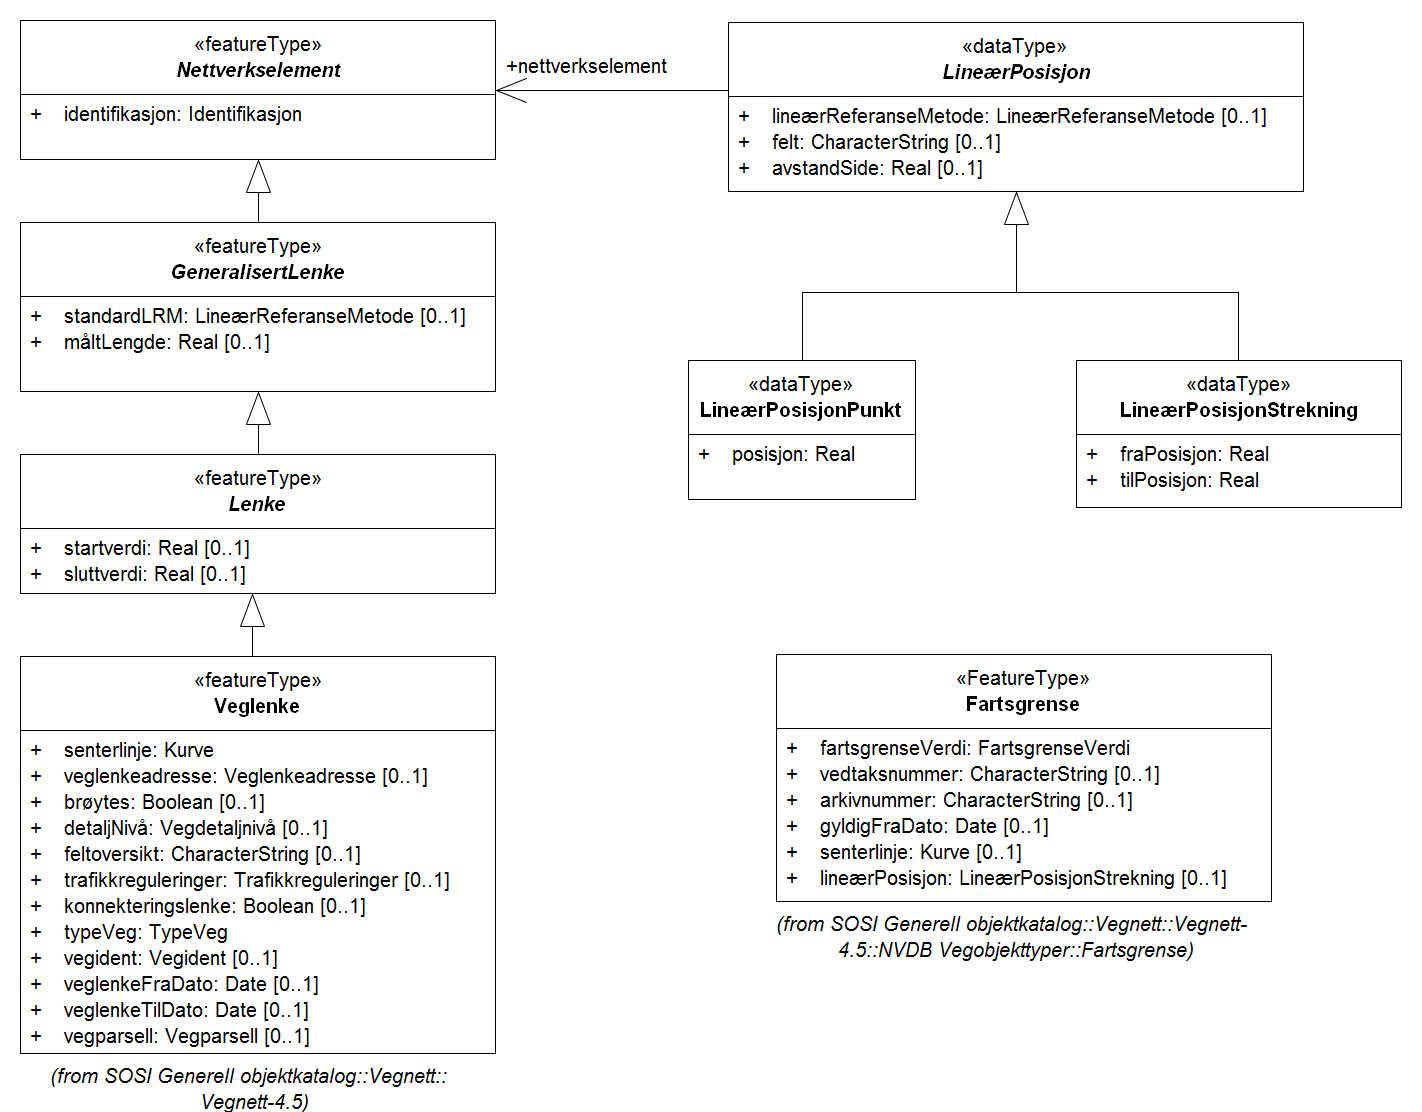 «featureType»
Nettverkselement
+ identifikasjon: Identifikasjon
+nettverkselement
«dataType»
LineærPosisjon
+ lineærReferanseMetode: LineærReferanseMetode [0..1]
+ felt: CharacterString [0..1]
+ avstandSide: Real [0..1]
«featureType»
GeneralisertLenke
+ standardLRM: LineærReferanseMetode [0..1]
+ måltLengde: Real [0..1]
«dataType»
LineærPosisjonPunkt
+ posisjon: Real
«dataType»
LineærPosisjonStrekning
+ fraPosisjon: Real
+ tilPosisjon: Real
«featureType»
Lenke
+ startverdi: Real [0..1]
+ sluttverdi: Real [0..1]
«featureType»
Veglenke
+ senterlinje: Kurve
+ veglenkeadresse: Veglenkeadresse [0..1]
+ brøytes: Boolean [0..1]
+ detaljNivå: Vegdetaljnivå [0..1]
+ feltoversikt: CharacterString [0..1]
+ trafikkreguleringer: Trafikkreguleringer [0..1]
+ konnekteringslenke: Boolean [0..1]
+ typeVeg: TypeVeg
+ vegident: Vegident [0..1]
+ veglenkeFraDato: Date [0..1]
+ veglenkeTilDato: Date [0..1]
+ vegparsell: Vegparsell [0..1]
(from SOSI Generell objektkatalog::Vegnett::
Vegnett-4.5)
«FeatureType»
Fartsgrense
+ fartsgrenseVerdi: FartsgrenseVerdi
+ vedtaksnummer: CharacterString [0..1]
+ arkivnummer: CharacterString [0..1]
+ gyldigFraDato: Date [0..1]
+ senterlinje: Kurve [0..1]
+ lineærPosisjon: LineærPosisjonStrekning [0..1]
(from SOSI Generell objektkatalog::Vegnett::Vegnett-
4.5::NVDB Vegobjekttyper::Fartsgrense)